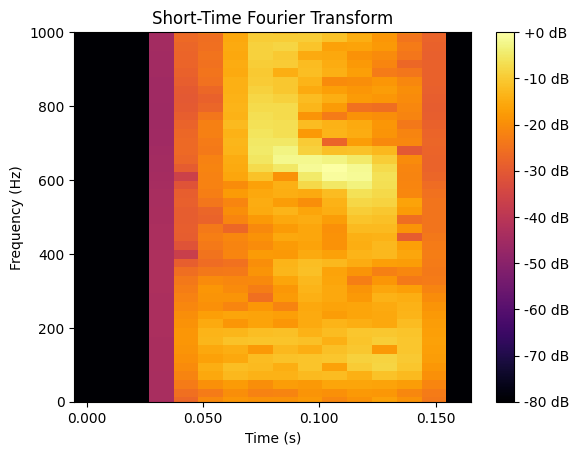 Short-Time Fourier Transform
1000
800
600
400
200
0
Frequency (Hz)
0.000
0.050
0.100
0.150
Time (s)
+0 dB
-10 dB
-20 dB
-30 dB
-40 dB
-50 dB
-60 dB
-70 dB
-80 dB